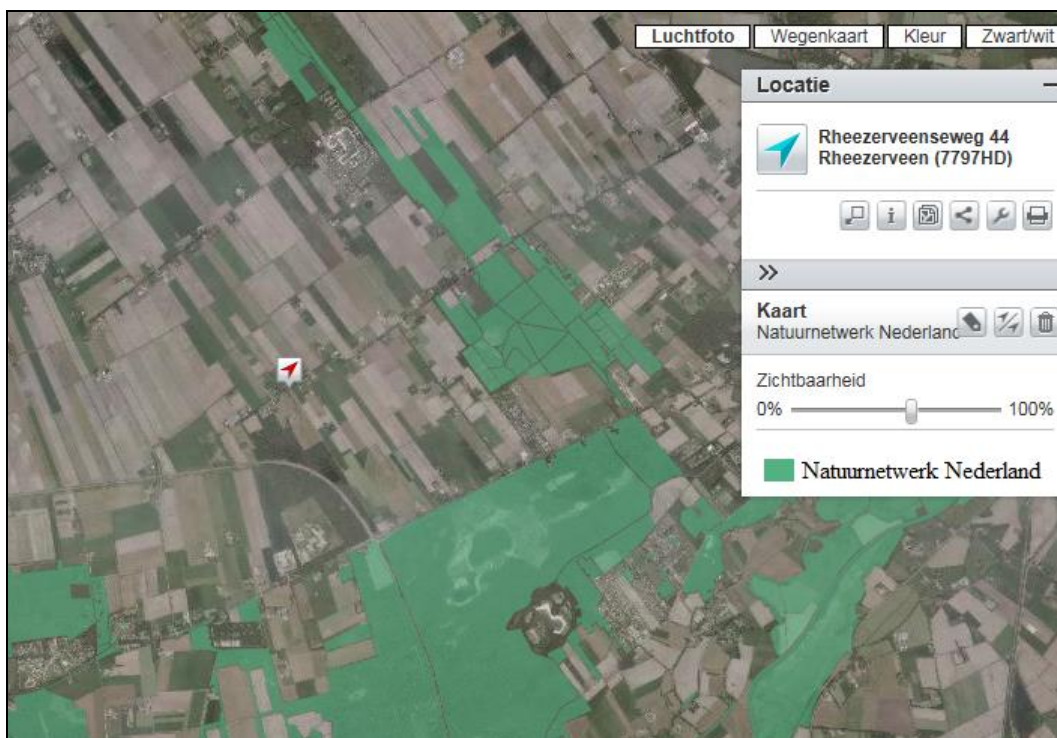 Luchtfoto
Wegenkaart
Kleur
Zwart/wit
Locatie
Rheezerveenseweg 44
Rheezerveen (7797HD)
i
Kaart
Natuurnetwerk Nederland
Zichtbaarheid
0%
100%
Natuurnetwerk Nederland